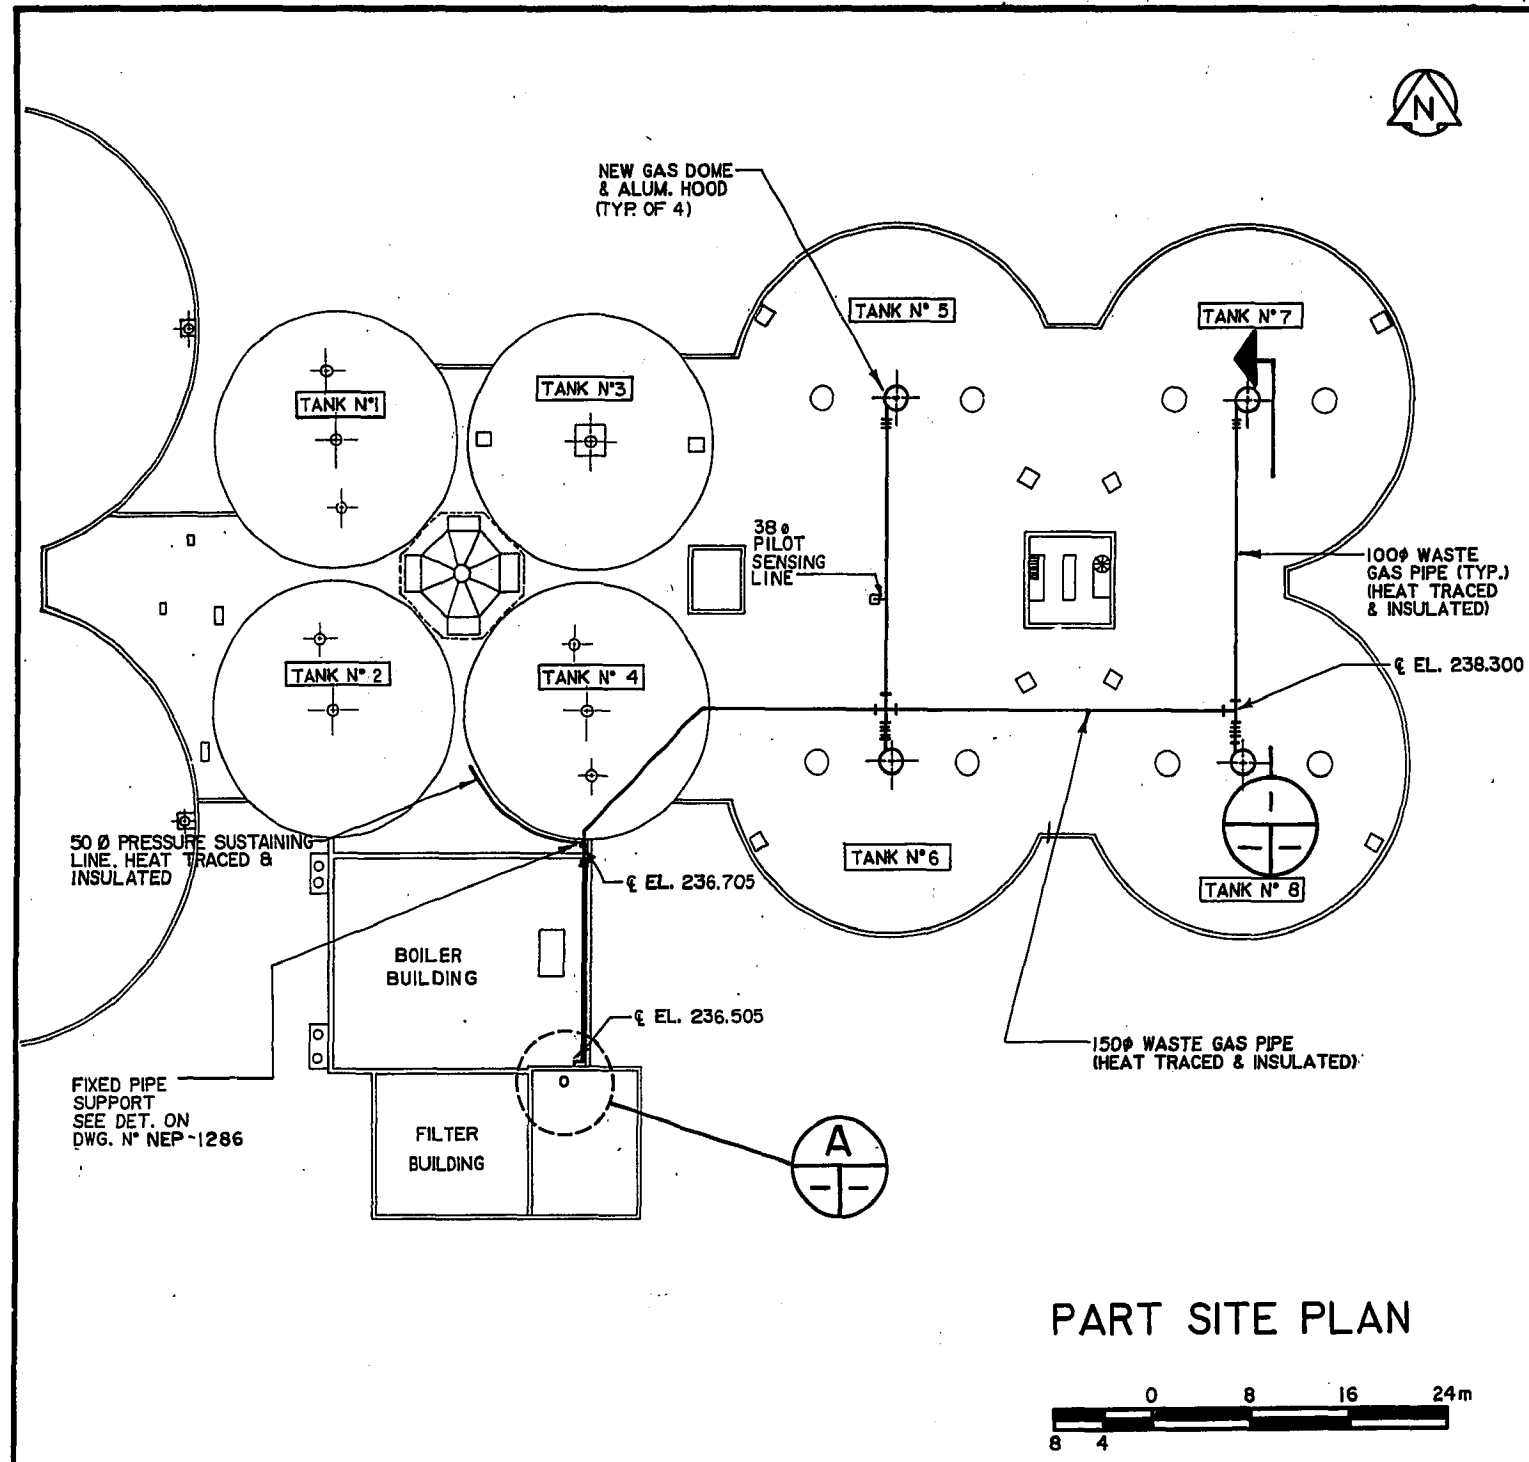 N
NEW GAS DOME
& ALUM. HOOD
(TYP. OF 4)
TANK N° 5
TANK N° 7
TANK N°1
TANK N°3
38ø
PILOT
SENSING
LINE
100ø WASTE
GAS PIPE (TYP.)
(HEAT TRACED
& INSULATED)
TANK N° 2
TANK N° 4
℄ EL. 238.300
50 Ø PRESSURE SUSTAINING
LINE. HEAT TRACED &
INSULATED
TANK N° 6
℄ EL. 236.705
TANK N° 8
BOILER
BUILDING
℄ EL. 236.505
150ø WASTE GAS PIPE
(HEAT TRACED & INSULATED)
FIXED PIPE
SUPPORT
SEE DET. ON
DWG. N° NEP-1286
FILTER
BUILDING
A
PART SITE PLAN
0 8 16 24m
8 4